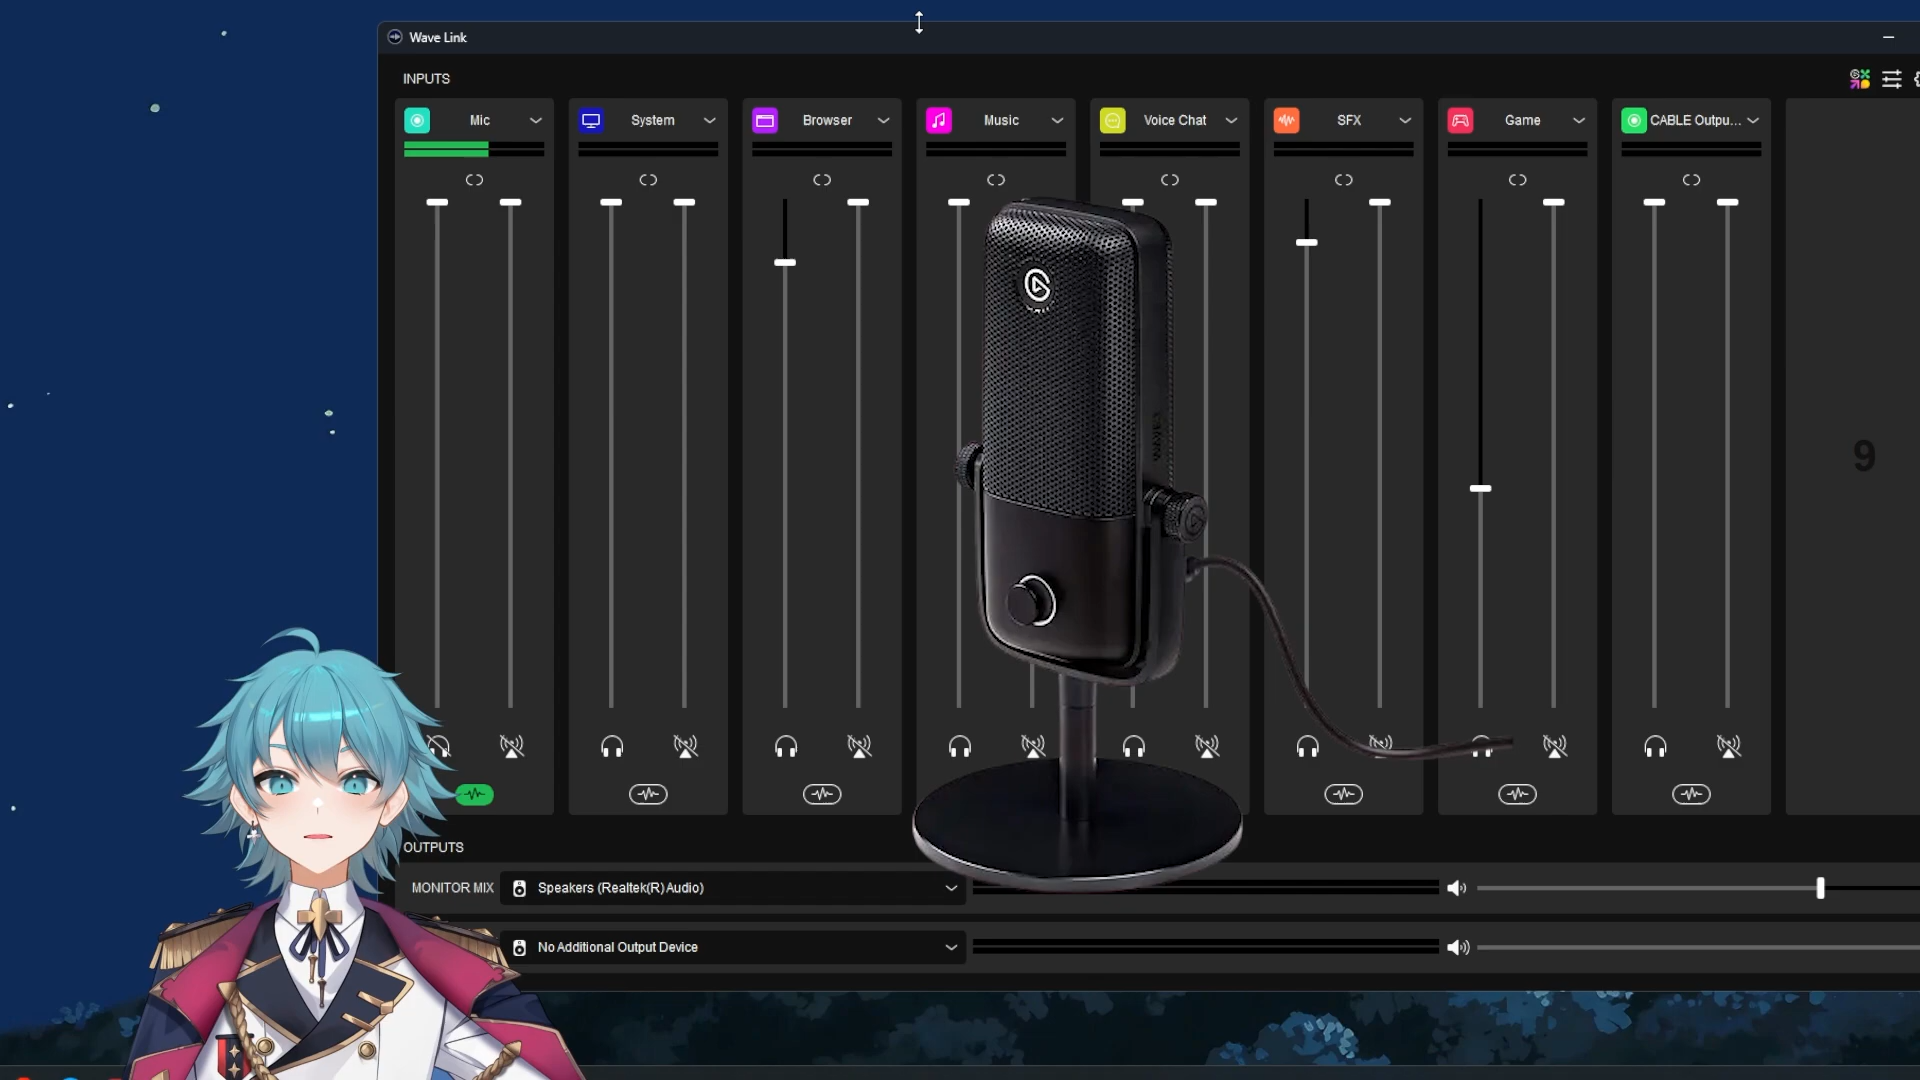 Wave Link
INPUTS
Mic
System
Browser
Music
Voice Chat
SFX
Game
CABLE Outpu...
9
OUTPUTS
MONITOR MIX
Speakers (Realtek(R) Audio)
No Additional Output Device